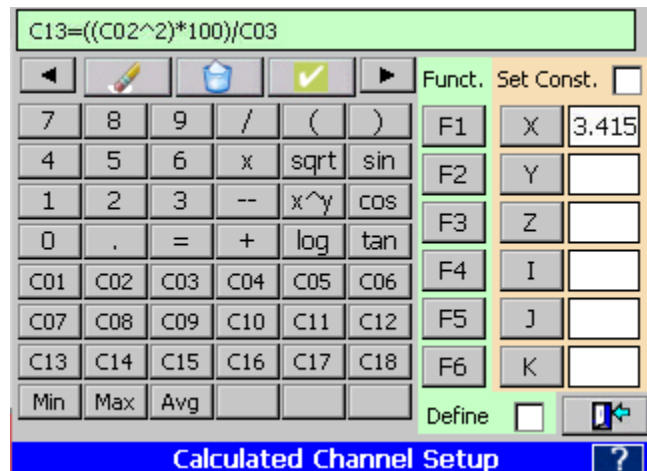 C13=((C02^2)*100)/C03
Funct. Set Const.
7 8 9 / ( ) F1 X 3.415
4 5 6 x sqrt sin F2 Y
1 2 3 -- x^y cos F3 Z
0 . = + log tan F4 I
C01 C02 C03 C04 C05 C06
C07 C08 C09 C10 C11 C12 F5 J
C13 C14 C15 C16 C17 C18 F6 K
Min Max Avg Define
Calculated Channel Setup ?